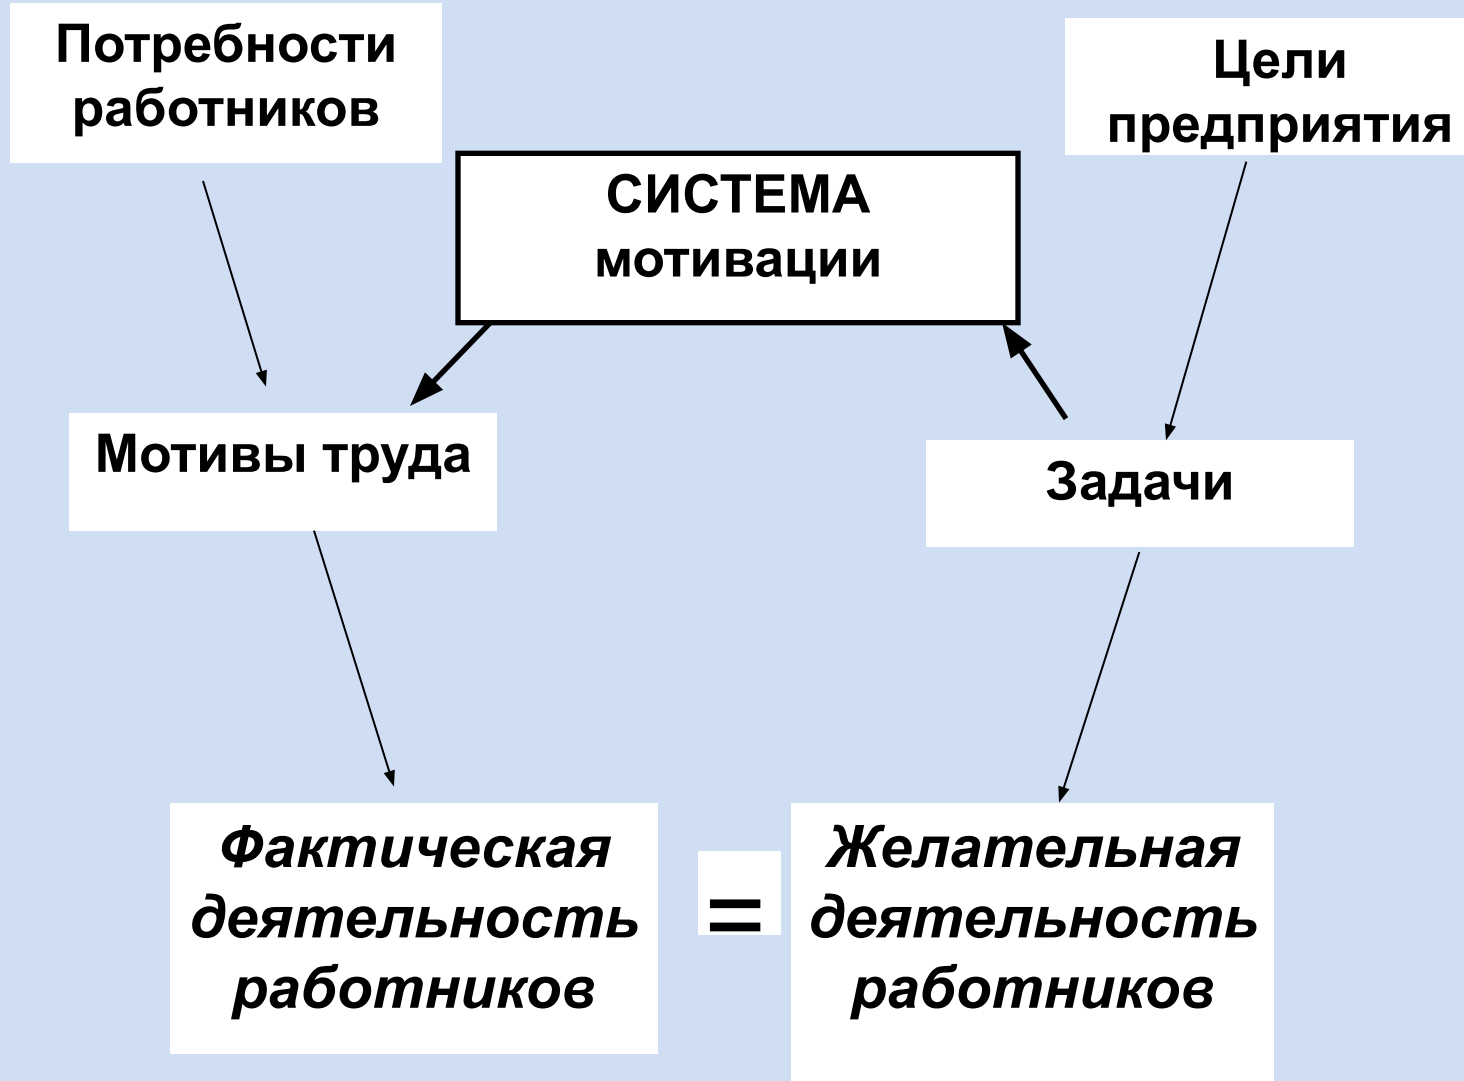 Потребности
работников
Цели
предприятия
СИСТЕМА
мотивации
Мотивы труда
Задачи
Фактическая
деятельность
работников
=
Желательная
деятельность
работников